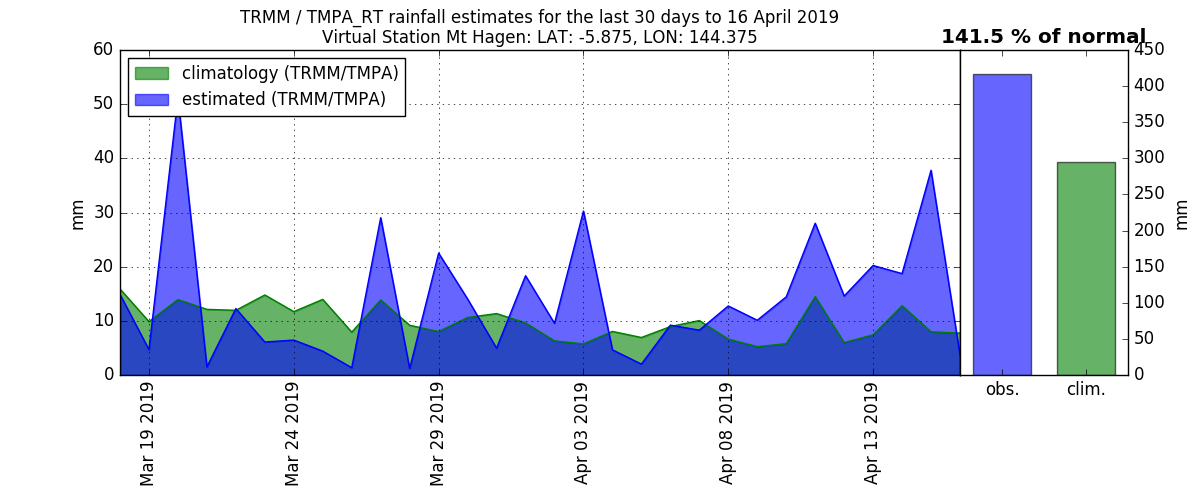 TRMM / TMPA_RT rainfall estimates for the last 30 days to 16 April 2019
Virtual Station Mt Hagen: LAT: -5.875, LON: 144.375
141.5 % of normal
climatology (TRMM/TMPA)
estimated (TRMM/TMPA)
60
50
40
30
20
10
0
mm
450
400
350
300
250
200
150
100
50
0
mm
Mar 19 2019
Mar 24 2019
Mar 29 2019
Apr 03 2019
Apr 08 2019
Apr 13 2019
obs.
clim.